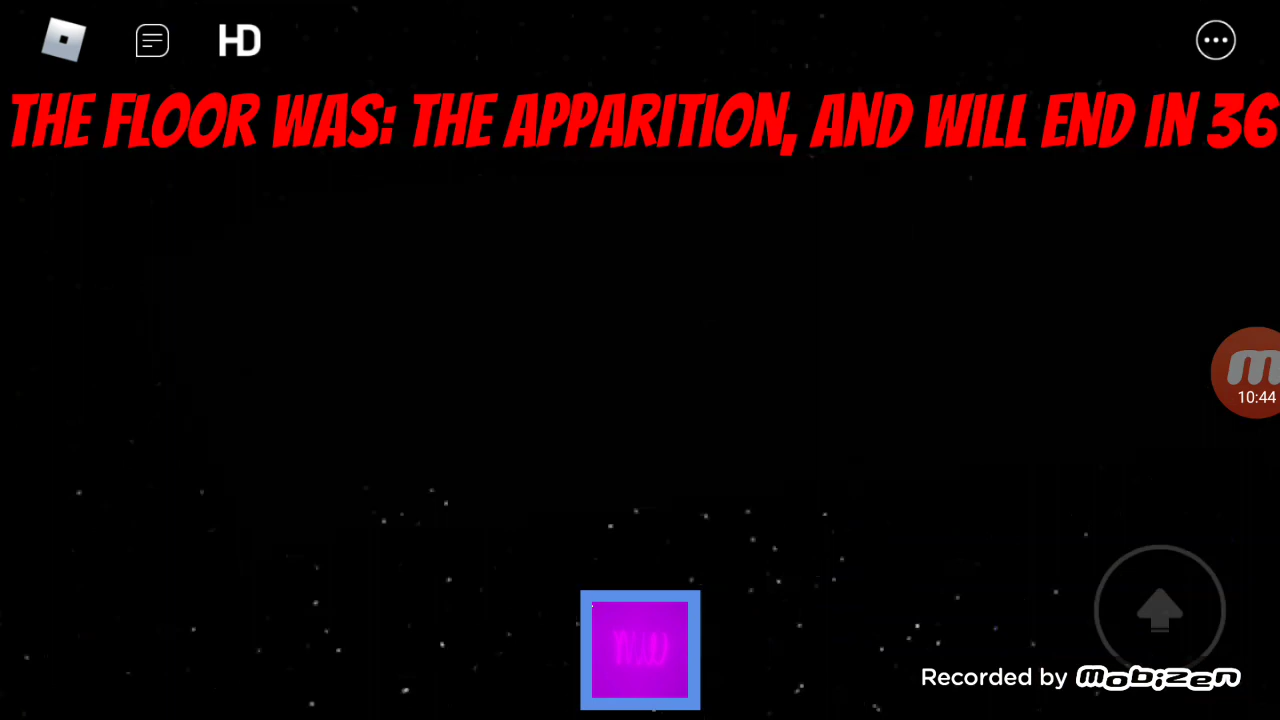 HD
THE FLOOR WAS: THE APPARITION, AND WILL END IN 36
10:44
Recorded by mobizen